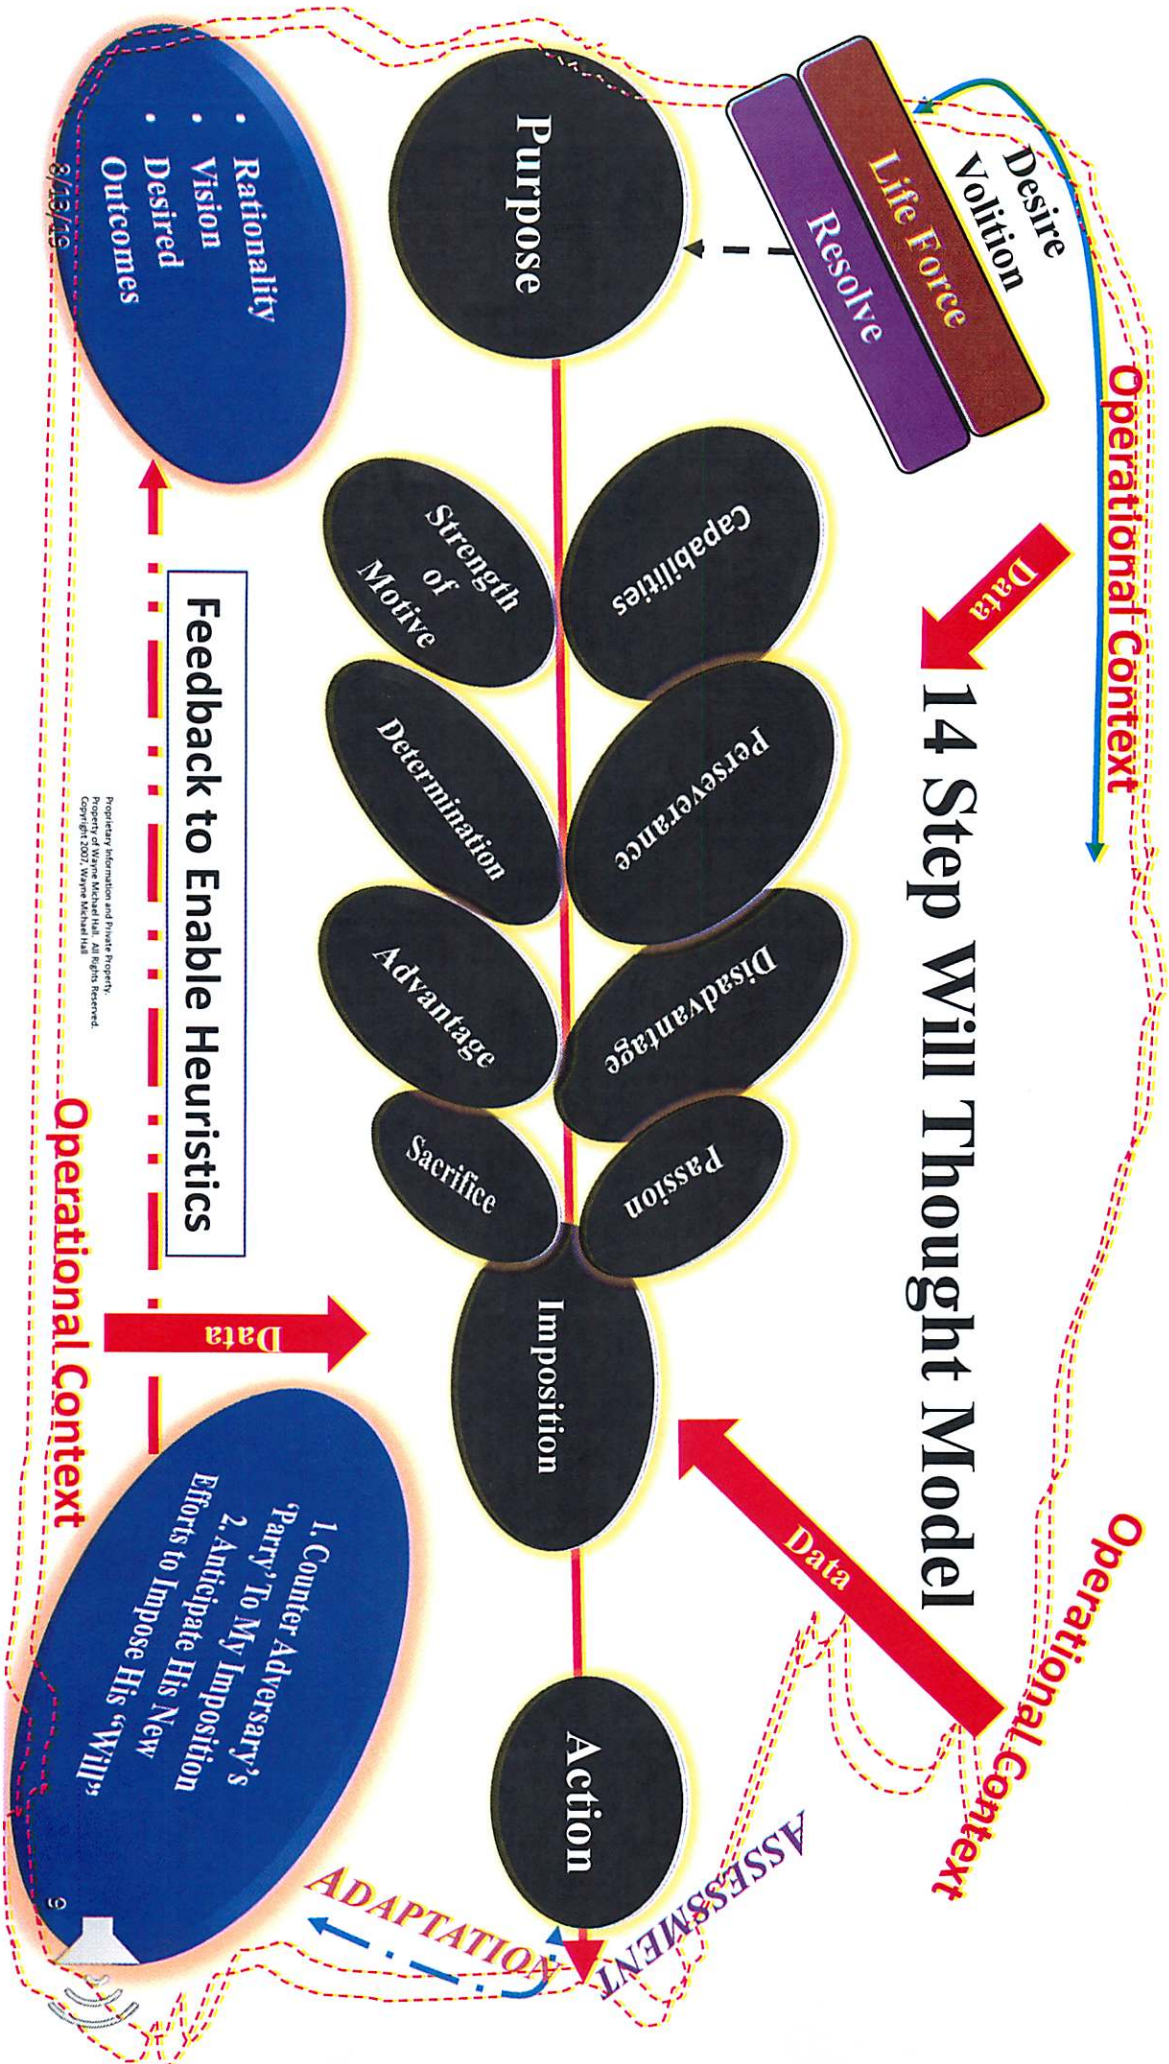 14 Step Will Thought Model
Desire
Volition
Life Force
Resolve
Operational Context
Data
Operational Context
Data
Purpose
Capabilities
Perseverance
Disadvantage
Passion
Strength
of
Motive
Determination
Advantage
Sacrifice
Imposition
Action
ASSESSMENT
ADAPTATION
• Rationality
• Vision
• Desired
Outcomes
8/13/19
Feedback to Enable Heuristics
Data
Operational Context
1. Counter Adversary's
'Parry' To My Imposition
2. Anticipate His New
Efforts to Impose His "Will"
Proprietary Information and Private Property.
Property of Wayne Michael Hall. All Rights Reserved.
Copyright 2007, Wayne Michael Hall
9